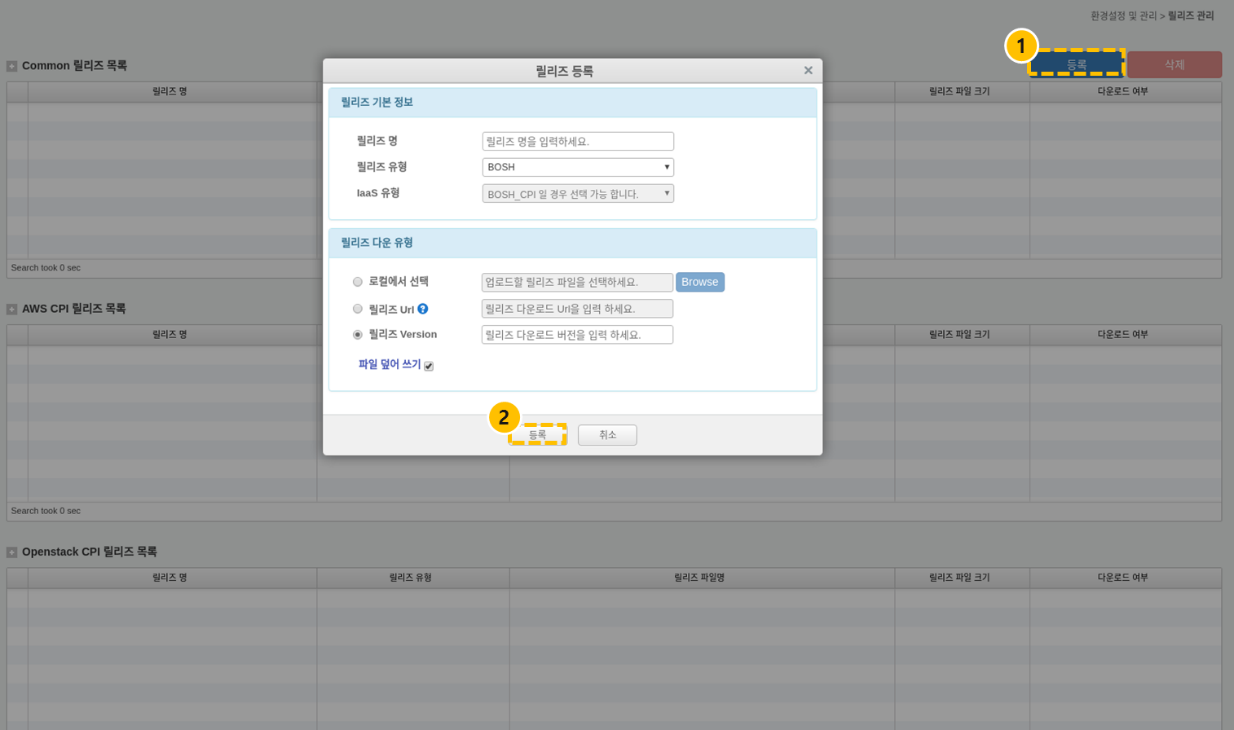 환경설정 및 관리 > 릴리즈 관리
1
Common 릴리즈 목록
등록 삭제
릴리즈 명 릴리즈 파일 크기 다운로드 여부
Search took 0 sec
AWS CPI 릴리즈 목록
릴리즈 명 릴리즈 파일 크기 다운로드 여부
Search took 0 sec
Openstack CPI 릴리즈 목록
릴리즈 명 릴리즈 유형 릴리즈 파일명 릴리즈 파일 크기 다운로드 여부
릴리즈 등록 ×
릴리즈 기본 정보
릴리즈 명 릴리즈 명을 입력하세요.
릴리즈 유형 BOSH
IaaS 유형 BOSH_CPI 일 경우 선택 가능 합니다.
릴리즈 다운 유형
로컬에서 선택 업로드할 릴리즈 파일을 선택하세요. Browse
릴리즈 Url ? 릴리즈 다운로드 Url을 입력 하세요.
릴리즈 Version 릴리즈 다운로드 버전을 입력 하세요.
파일 덮어 쓰기
2
등록 취소